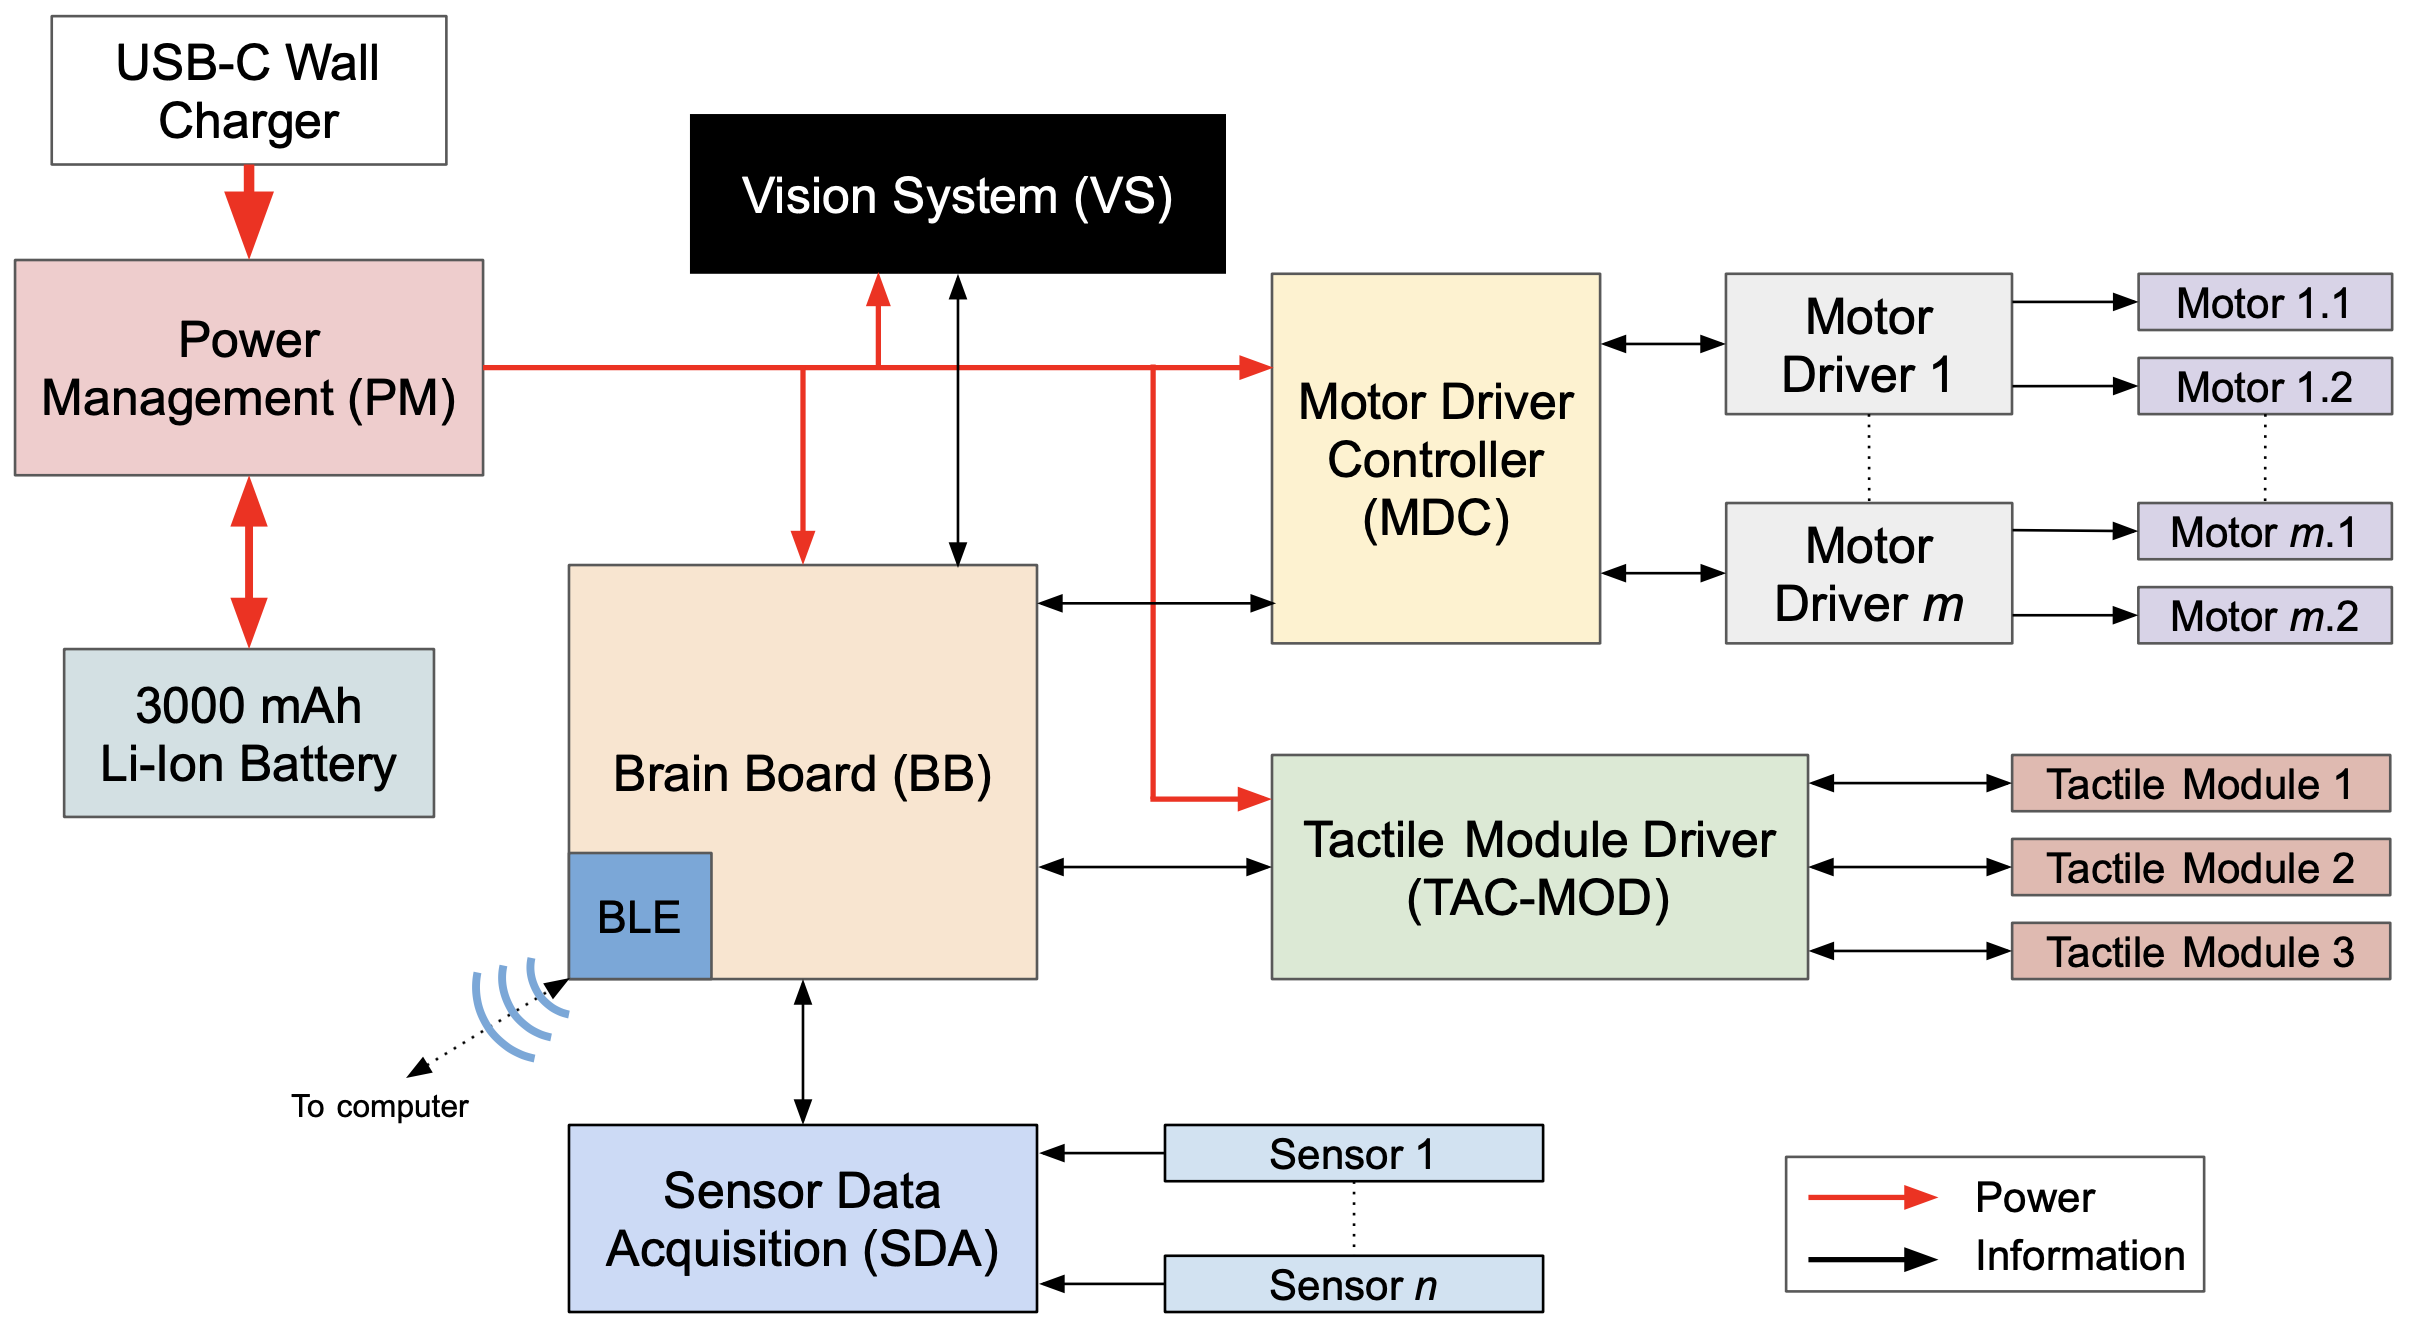 USB-C Wall
Charger
Vision System (VS)
Power
Management (PM)
Motor Driver
Controller
(MDC)
Motor
Driver 1
Motor 1.1
Motor 1.2
Motor
Driver m
Motor m.1
Motor m.2
3000 mAh
Li-Ion Battery
Brain Board (BB)
BLE
Tactile Module Driver
(TAC-MOD)
Tactile Module 1
Tactile Module 2
Tactile Module 3
To computer
Sensor Data
Acquisition (SDA)
Sensor 1
Sensor n
Power
Information